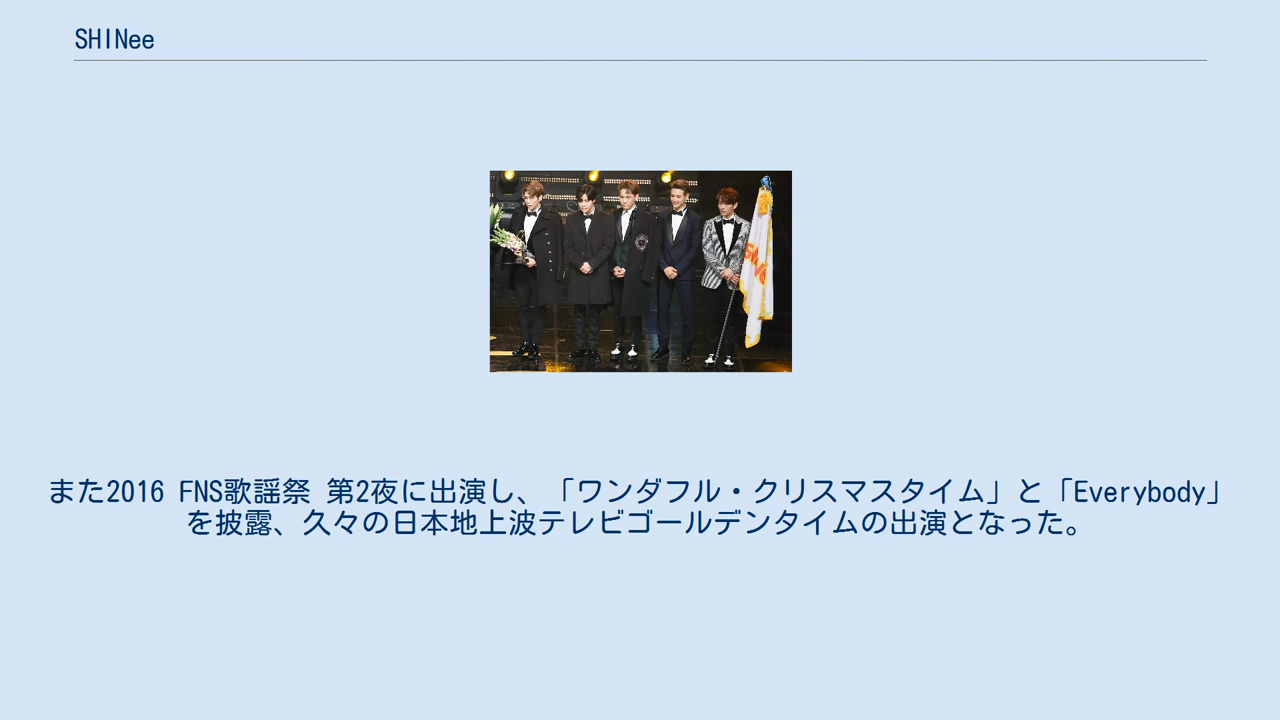 SHINee
また2016 FNS歌謡祭 第2夜に出演し、「ワンダフル・クリスマスタイム」と「Everybody」
を披露、久々の日本地上波テレビゴールデンタイムの出演となった。